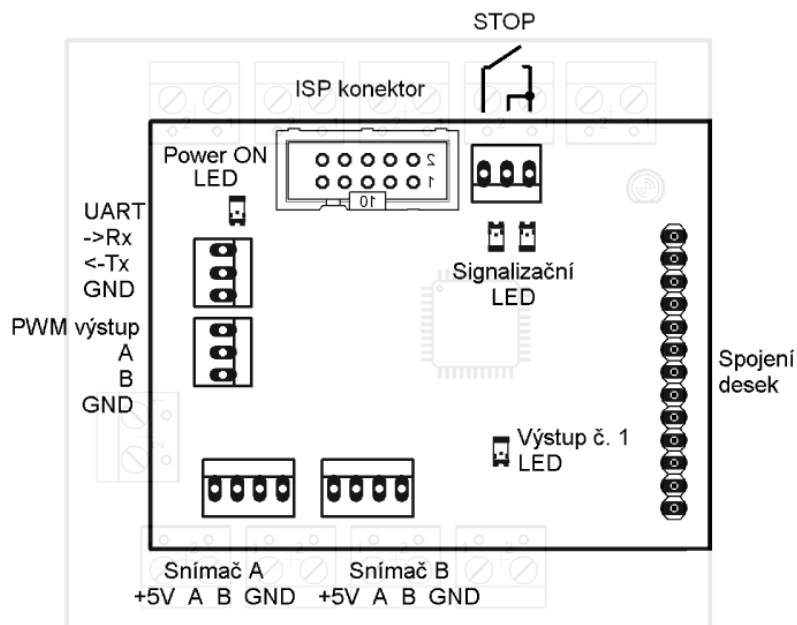 STOP
ISP konektor
Power ON
LED
2
1
10
UART
->Rx
<-Tx
GND
Signalizační
LED
PWM výstup
A
B
GND
Spojení
desek
Výstup č. 1
LED
Snímač A
+5V A B GND
Snímač B
+5V A B GND